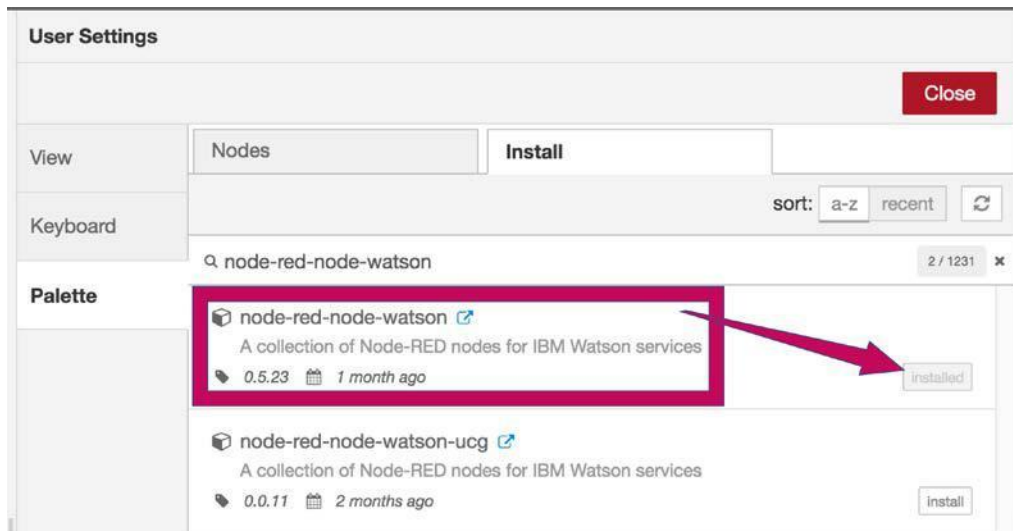 User Settings
Close
View
Nodes
Install
sort: a-z recent
Keyboard
node-red-node-watson
2 / 1231
Palette
node-red-node-watson
A collection of Node-RED nodes for IBM Watson services
0.5.23 1 month ago
installed
node-red-node-watson-ucg
A collection of Node-RED nodes for IBM Watson services
0.0.11 2 months ago
install